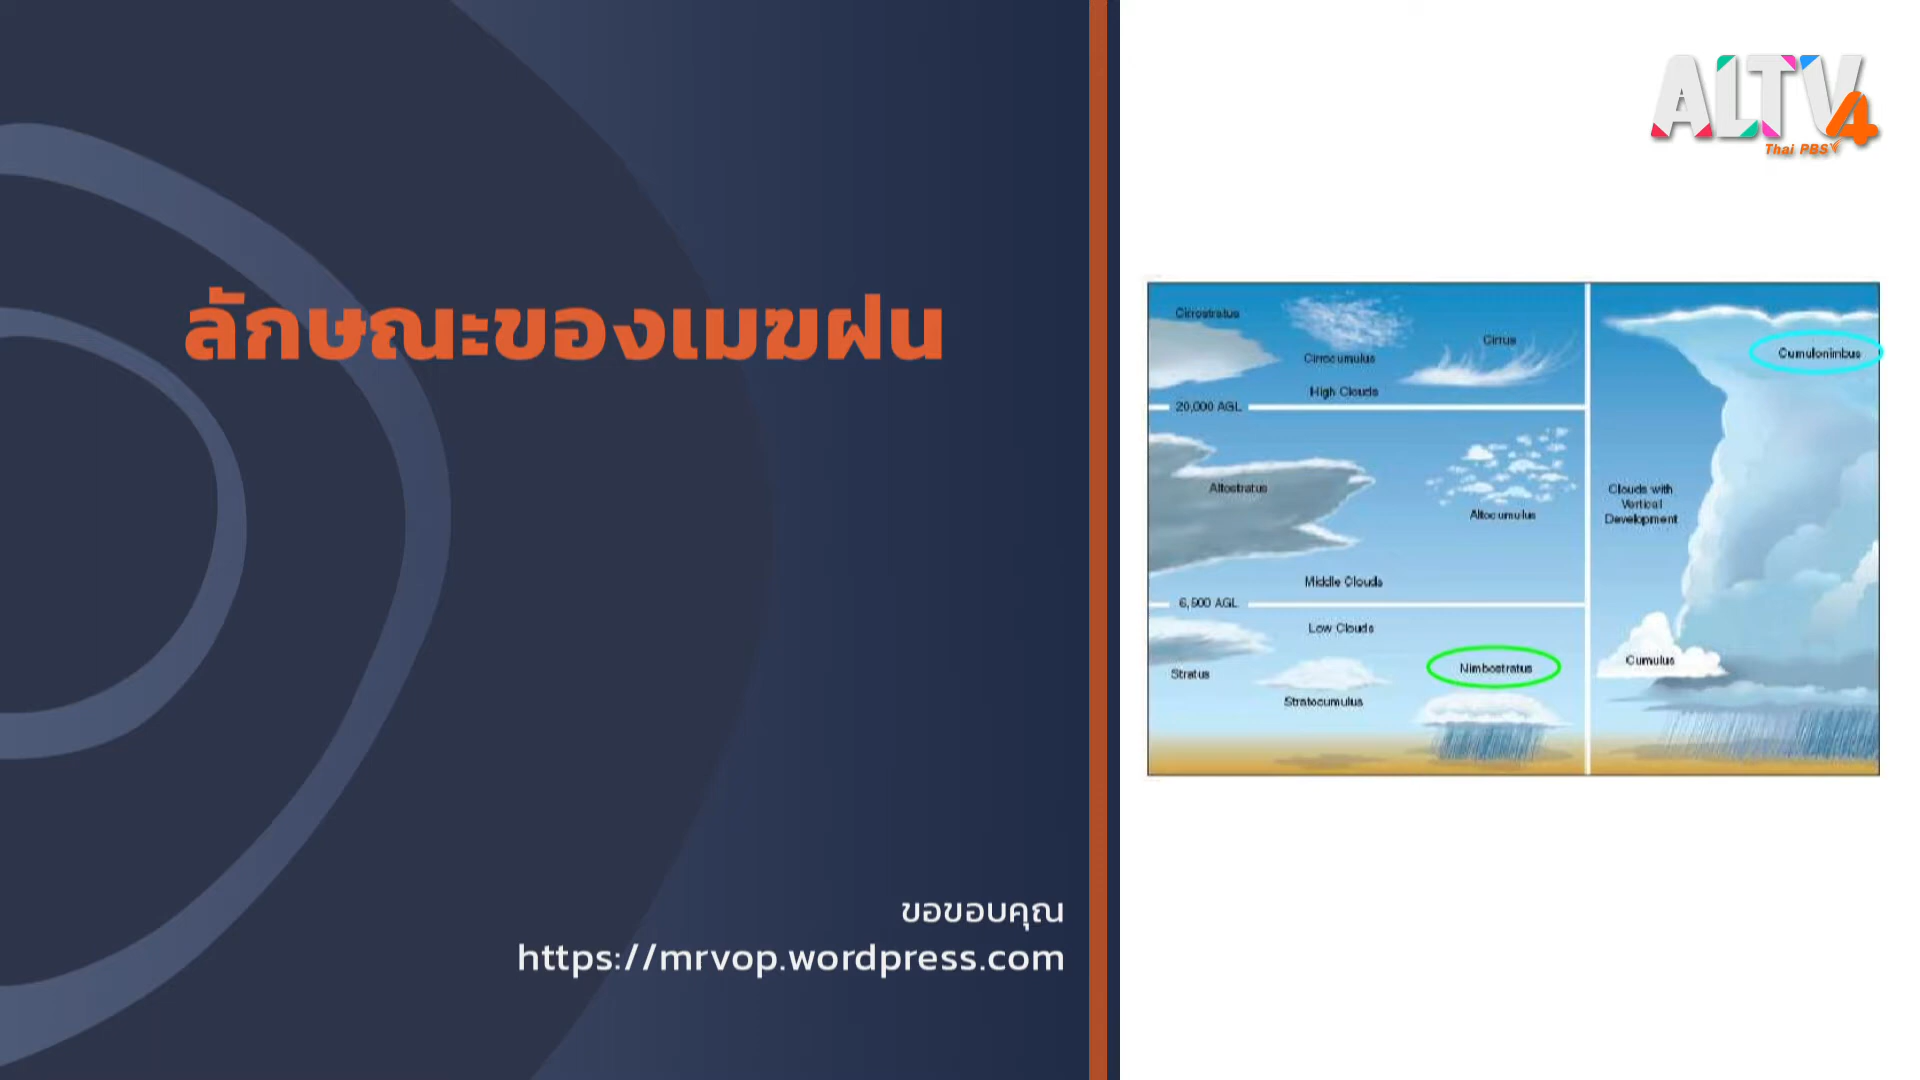 ลักษณะของเมฆฝน
ขอขอบคุณ
https://mrvop.wordpress.com
ALTV4
Thai PBS
Cirrostratus
Cirrocumulus
Cirrus
High Clouds
20,000 AGL
Altostratus
Altocumulus
Middle Clouds
6,500 AGL
Low Clouds
Stratus
Stratocumulus
Nimbostratus
Cumulonimbus
Clouds with
Vertical
Development
Cumulus